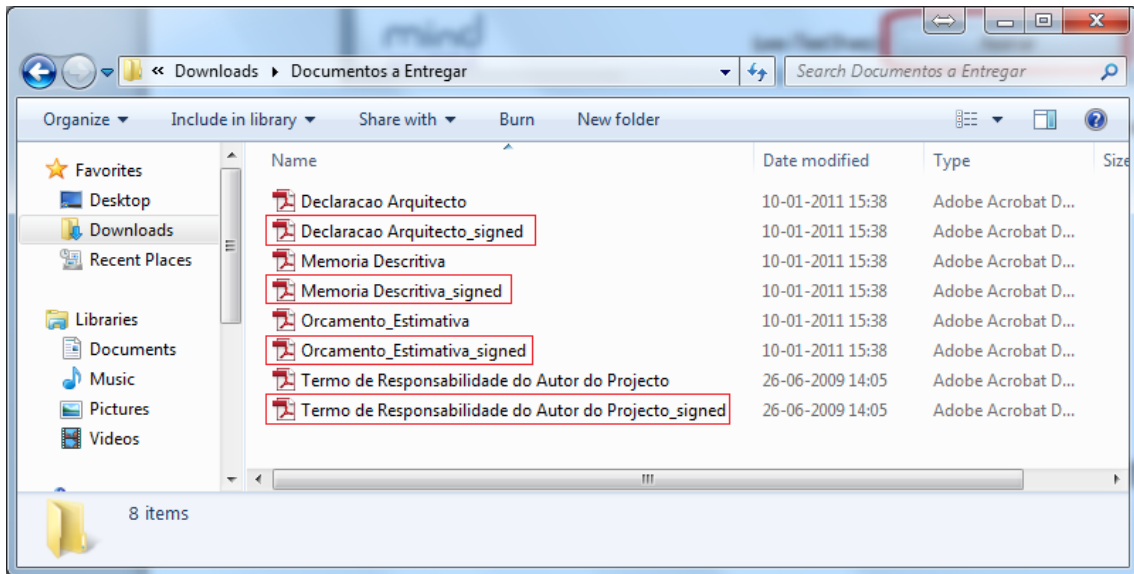 mind
« Downloads ▸ Documentos a Entregar
Search Documentos a Entregar
Organize Include in library Share with Burn New folder
Name Date modified Type Size
Favorites
Desktop
Downloads
Recent Places
Libraries
Documents
Music
Pictures
Videos
Declaracao Arquitecto 10-01-2011 15:38 Adobe Acrobat D...
Declaracao Arquitecto_signed 10-01-2011 15:38 Adobe Acrobat D...
Memoria Descritiva 10-01-2011 15:38 Adobe Acrobat D...
Memoria Descritiva_signed 10-01-2011 15:38 Adobe Acrobat D...
Orcamento_Estimativa 10-01-2011 15:38 Adobe Acrobat D...
Orcamento_Estimativa_signed 10-01-2011 15:38 Adobe Acrobat D...
Termo de Responsabilidade do Autor do Projecto 26-06-2009 14:05 Adobe Acrobat D...
Termo de Responsabilidade do Autor do Projecto_signed 26-06-2009 14:05 Adobe Acrobat D...
8 items